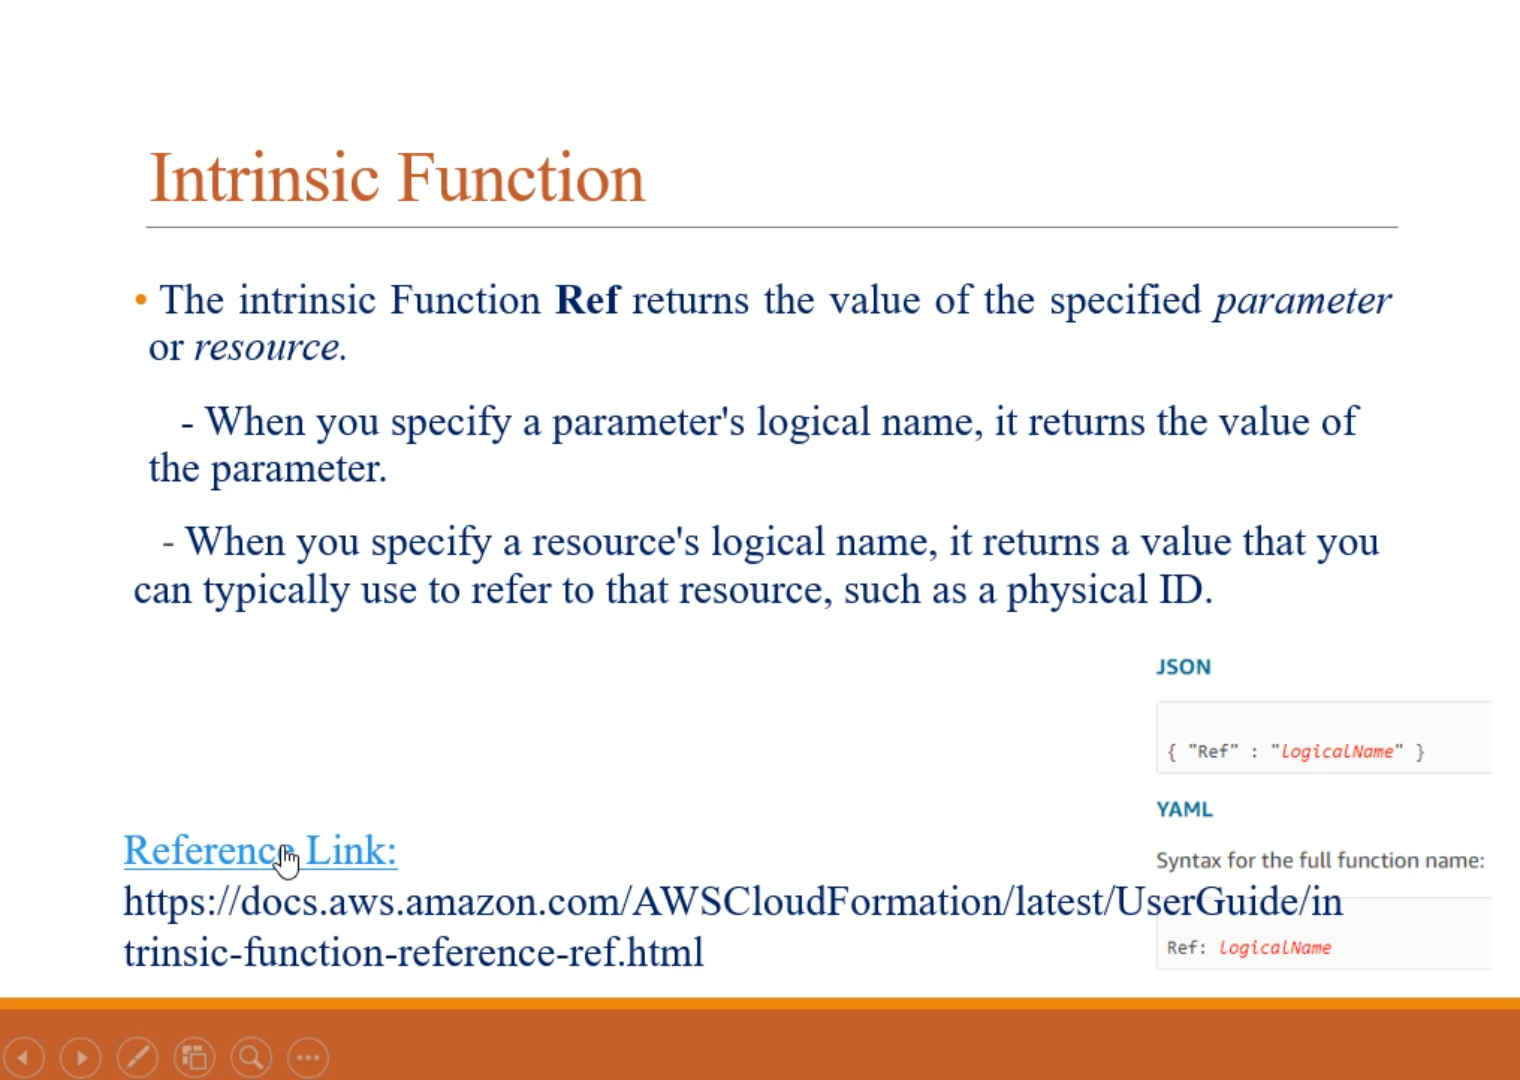 Intrinsic Function
• The intrinsic Function Ref returns the value of the specified parameter
or resource.
- When you specify a parameter's logical name, it returns the value of
the parameter.
- When you specify a resource's logical name, it returns a value that you
can typically use to refer to that resource, such as a physical ID.
JSON
{ "Ref" : "logicalName" }
YAML
Syntax for the full function name:
Ref: logicalName
Reference Link:
https://docs.aws.amazon.com/AWSCloudFormation/latest/UserGuide/in
trinsic-function-reference-ref.html